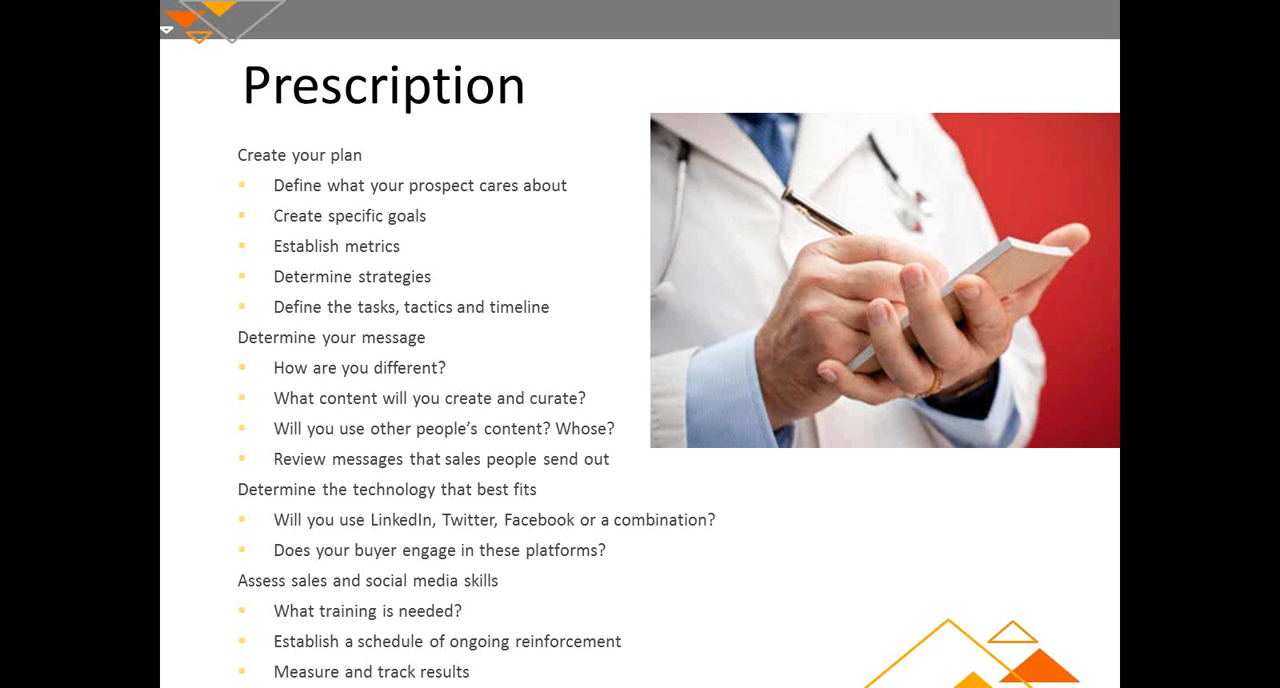 Prescription
Create your plan
Define what your prospect cares about
Create specific goals
Establish metrics
Determine strategies
Define the tasks, tactics and timeline
Determine your message
How are you different?
What content will you create and curate?
Will you use other people’s content? Whose?
Review messages that sales people send out
Determine the technology that best fits
Will you use LinkedIn, Twitter, Facebook or a combination?
Does your buyer engage in these platforms?
Assess sales and social media skills
What training is needed?
Establish a schedule of ongoing reinforcement
Measure and track results